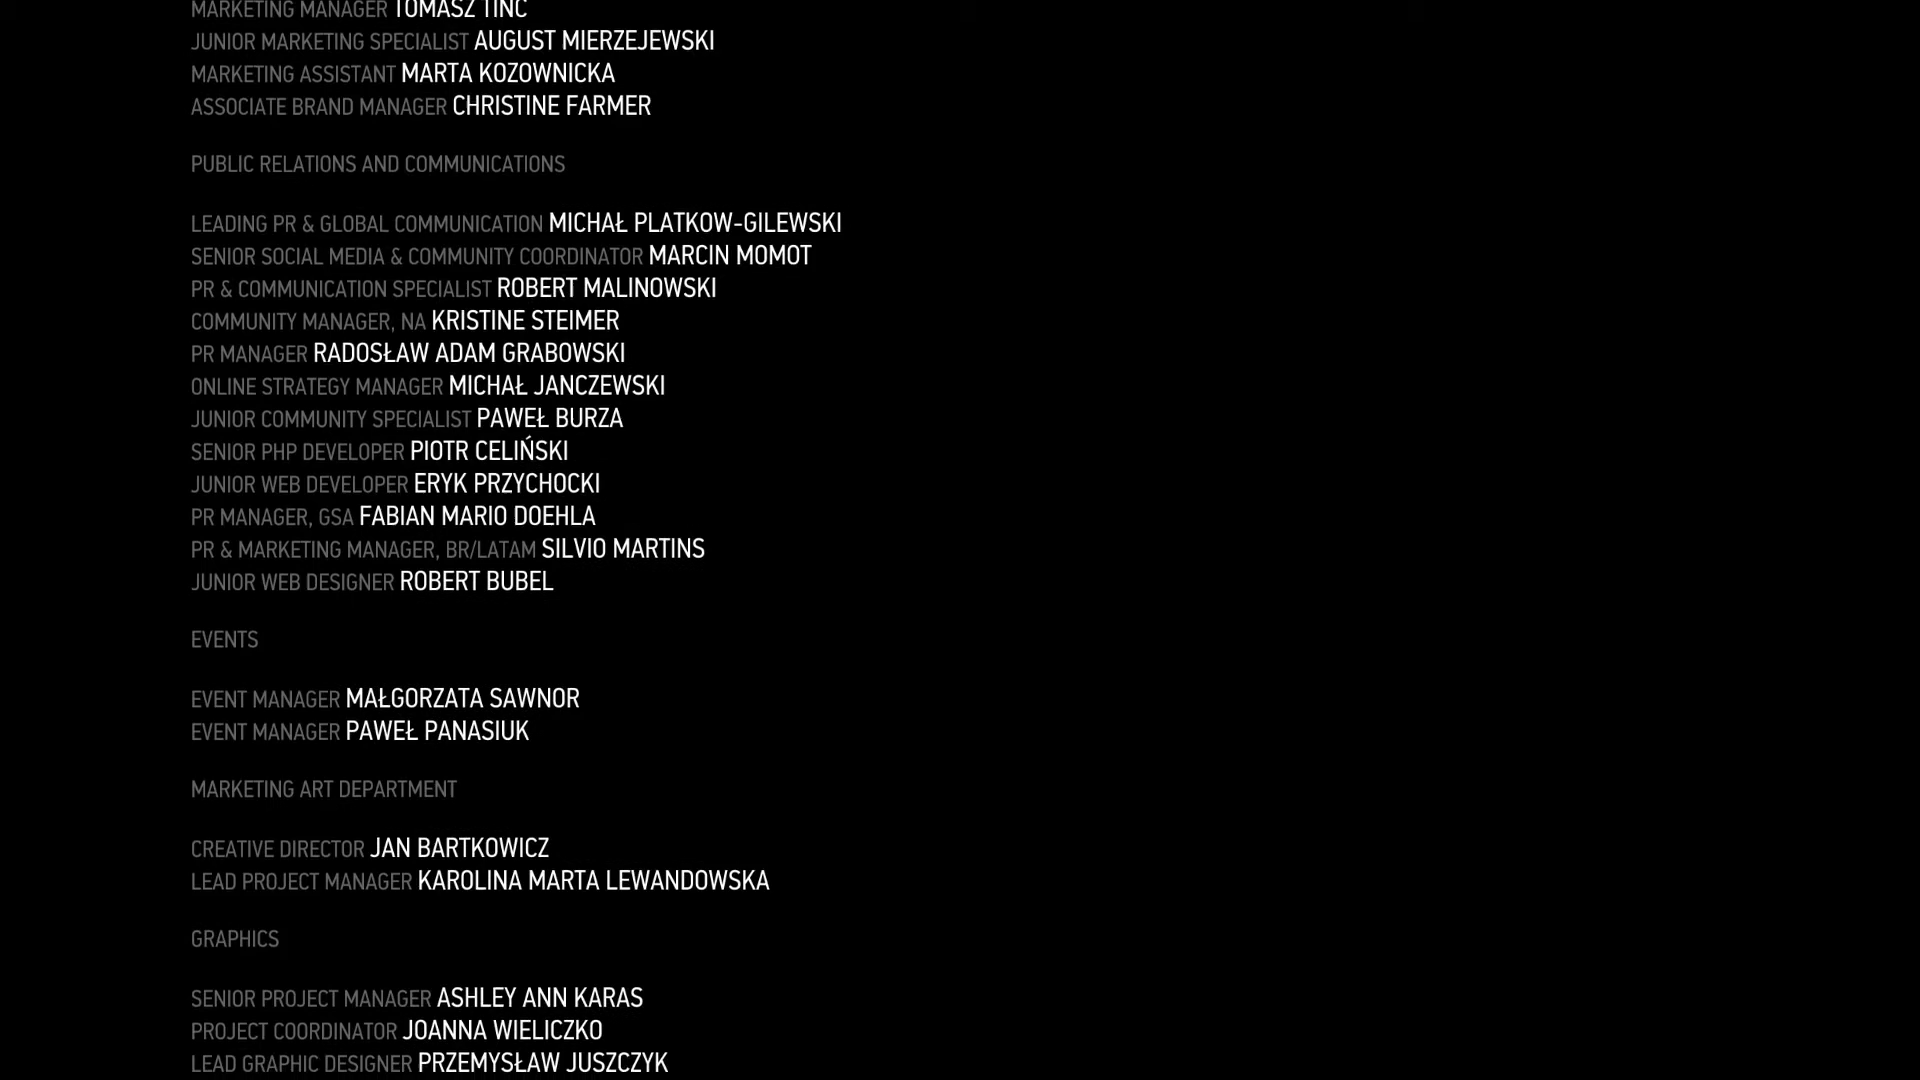 MARKETING MANAGER TOMASZ TINC
JUNIOR MARKETING SPECIALIST AUGUST MIERZEJEWSKI
MARKETING ASSISTANT MARTA KOZOWNICKA
ASSOCIATE BRAND MANAGER CHRISTINE FARMER
PUBLIC RELATIONS AND COMMUNICATIONS
LEADING PR & GLOBAL COMMUNICATION MICHAŁ PLATKOW-GILEWSKI
SENIOR SOCIAL MEDIA & COMMUNITY COORDINATOR MARCIN MOMOT
PR & COMMUNICATION SPECIALIST ROBERT MALINOWSKI
COMMUNITY MANAGER, NA KRISTINE STEIMER
PR MANAGER RADOSŁAW ADAM GRABOWSKI
ONLINE STRATEGY MANAGER MICHAŁ JANCZEWSKI
JUNIOR COMMUNITY SPECIALIST PAWEŁ BURZA
SENIOR PHP DEVELOPER PIOTR CELIŃSKI
JUNIOR WEB DEVELOPER ERYK PRZYCHOCKI
PR MANAGER, GSA FABIAN MARIO DOEHLA
PR & MARKETING MANAGER, BR/LATAM SILVIO MARTINS
JUNIOR WEB DESIGNER ROBERT BUBEL
EVENTS
EVENT MANAGER MAŁGORZATA SAWNOR
EVENT MANAGER PAWEŁ PANASIUK
MARKETING ART DEPARTMENT
CREATIVE DIRECTOR JAN BARTKOWICZ
LEAD PROJECT MANAGER KAROLINA MARTA LEWANDOWSKA
GRAPHICS
SENIOR PROJECT MANAGER ASHLEY ANN KARAS
PROJECT COORDINATOR JOANNA WIELICZKO
LEAD GRAPHIC DESIGNER PRZEMYSŁAW JUSZCZYK